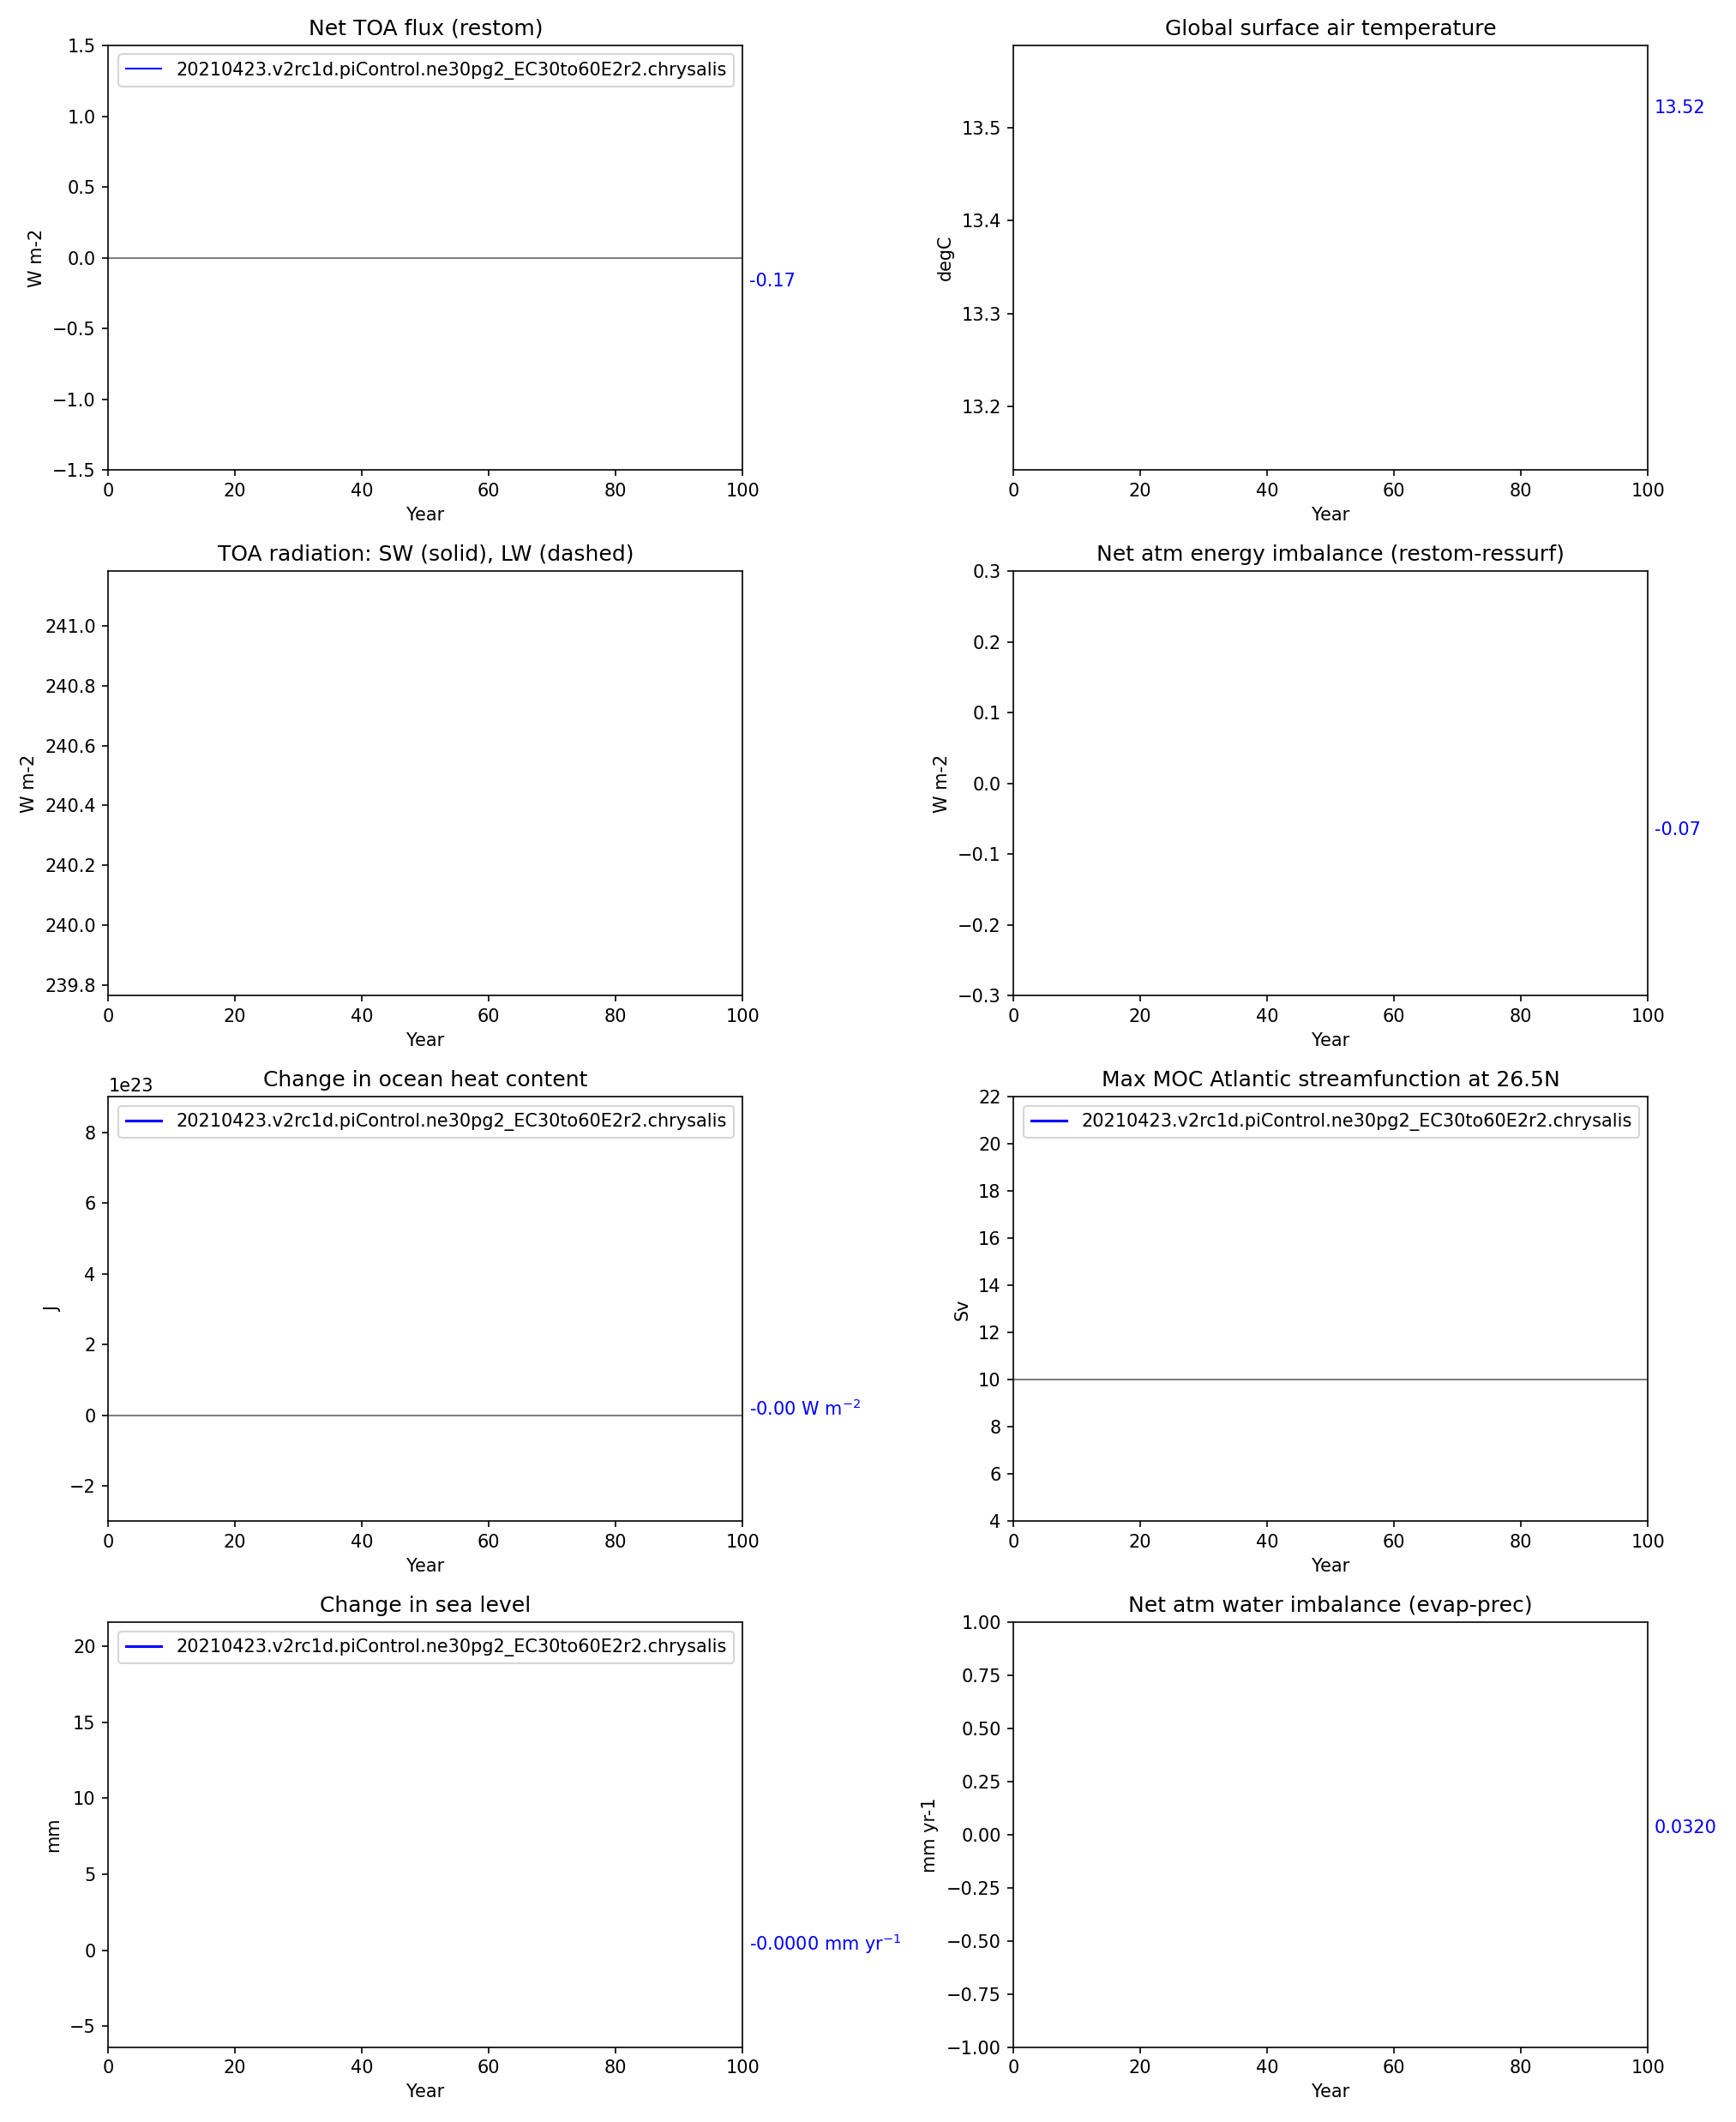 Net TOA flux (restom)
20210423.v2rc1d.piControl.ne30pg2_EC30to60E2r2.chrysalis
1.5
1.0
0.5
0.0
−0.5
−1.0
−1.5
W m-2
0 20 40 60 80 100
Year
-0.17
Global surface air temperature
13.5
13.4
13.3
13.2
degC
0 20 40 60 80 100
Year
13.52
TOA radiation: SW (solid), LW (dashed)
241.0
240.8
240.6
240.4
240.2
240.0
239.8
W m-2
0 20 40 60 80 100
Year
Net atm energy imbalance (restom-ressurf)
0.3
0.2
0.1
0.0
−0.1
−0.2
−0.3
W m-2
0 20 40 60 80 100
Year
-0.07
Change in ocean heat content
1e23
20210423.v2rc1d.piControl.ne30pg2_EC30to60E2r2.chrysalis
8
6
4
2
0
−2
J
0 20 40 60 80 100
Year
-0.00 W m⁻²
Max MOC Atlantic streamfunction at 26.5N
20210423.v2rc1d.piControl.ne30pg2_EC30to60E2r2.chrysalis
22
20
18
16
14
12
10
8
6
4
Sv
0 20 40 60 80 100
Year
Change in sea level
20210423.v2rc1d.piControl.ne30pg2_EC30to60E2r2.chrysalis
20
15
10
5
0
−5
mm
0 20 40 60 80 100
Year
-0.0000 mm yr⁻¹
Net atm water imbalance (evap-prec)
1.00
0.75
0.50
0.25
0.00
−0.25
−0.50
−0.75
−1.00
mm yr-1
0 20 40 60 80 100
Year
0.0320